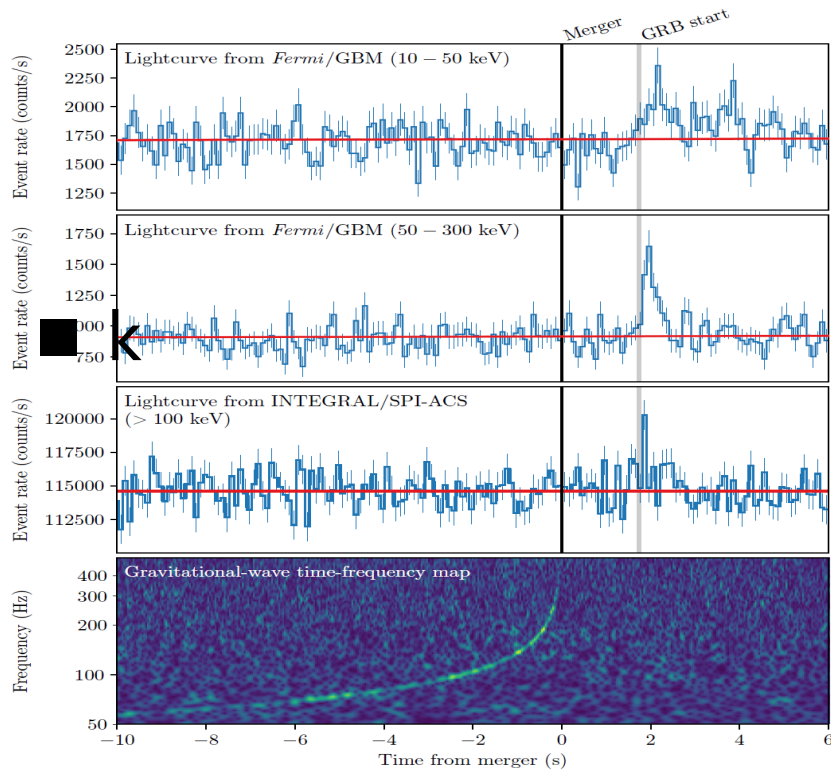 Merger
GRB start
Lightcurve from Fermi/GBM (10 − 50 keV)
Event rate (counts/s)
2500
2250
2000
1750
1500
1250
Lightcurve from Fermi/GBM (50 − 300 keV)
Event rate (counts/s)
1750
1500
1250
000
750
k
Lightcurve from INTEGRAL/SPI-ACS
(> 100 keV)
Event rate (counts/s)
120000
117500
115000
112500
Gravitational-wave time-frequency map
Frequency (Hz)
400
300
200
100
50
−10 −8 −6 −4 −2 0 2 4 6
Time from merger (s)